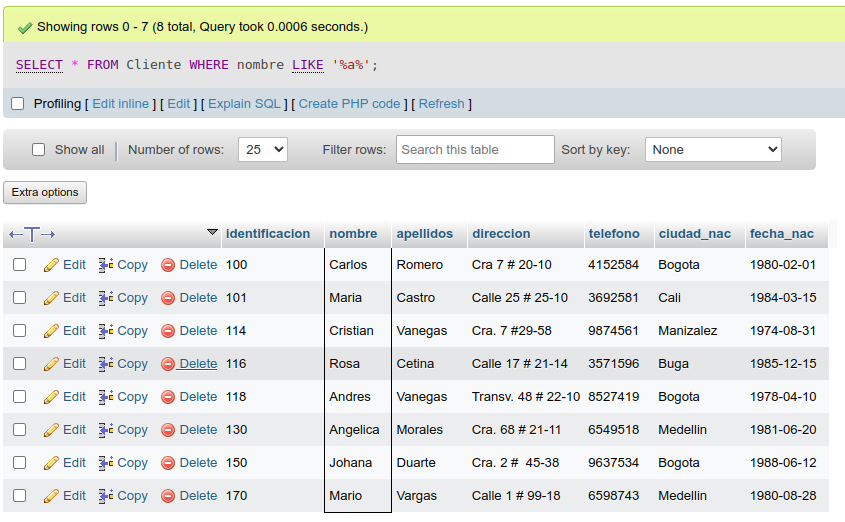 Showing rows 0 - 7 (8 total, Query took 0.0006 seconds.)
SELECT * FROM Cliente WHERE nombre LIKE '%a%';
Profiling [ Edit inline ] [ Edit ] [ Explain SQL ] [ Create PHP code ] [ Refresh ]
Show all Number of rows: 25 Filter rows: Search this table Sort by key: None
Extra options
identificacion nombre apellidos direccion telefono ciudad_nac fecha_nac
Edit Copy Delete 100 Carlos Romero Cra 7 # 20-10 4152584 Bogota 1980-02-01
Edit Copy Delete 101 Maria Castro Calle 25 # 25-10 3692581 Cali 1984-03-15
Edit Copy Delete 114 Cristian Vanegas Cra. 7 #29-58 9874561 Manizalez 1974-08-31
Edit Copy Delete 116 Rosa Cetina Calle 17 # 21-14 3571596 Buga 1985-12-15
Edit Copy Delete 118 Andres Vanegas Transv. 48 # 22-10 8527419 Bogota 1978-04-10
Edit Copy Delete 130 Angelica Morales Cra. 68 # 21-11 6549518 Medellin 1981-06-20
Edit Copy Delete 150 Johana Duarte Cra. 2 #  45-38 9637534 Bogota 1988-06-12
Edit Copy Delete 170 Mario Vargas Calle 1 # 99-18 6598743 Medellin 1980-08-28